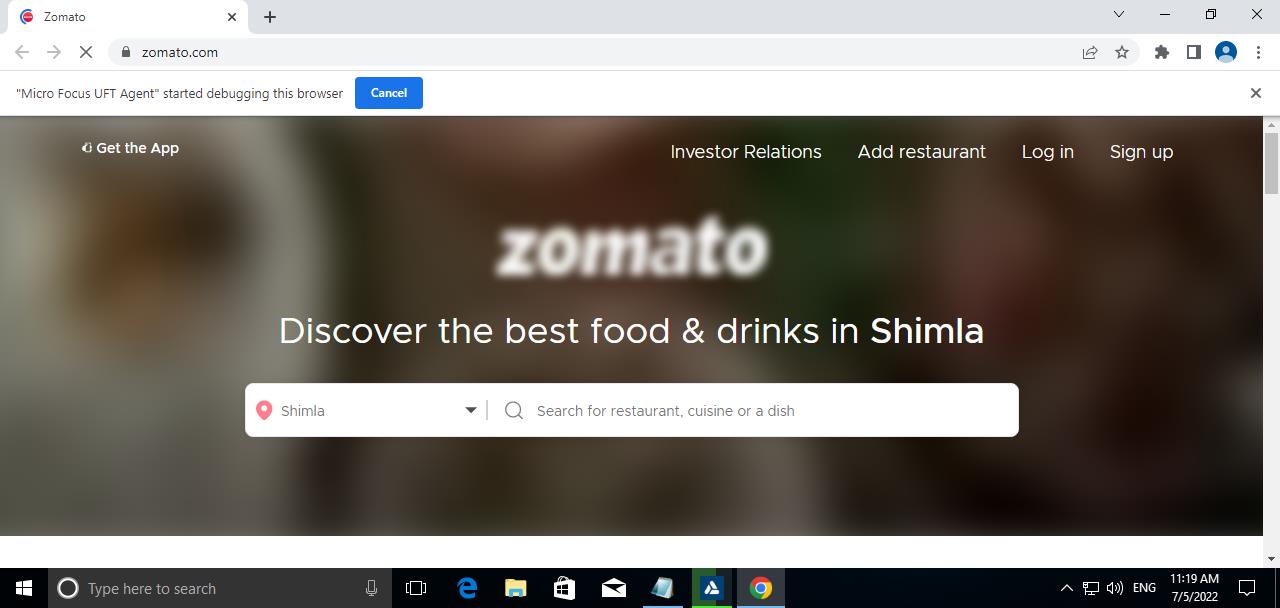 Zomato
zomato.com
"Micro Focus UFT Agent" started debugging this browser
Cancel
Get the App
Investor Relations
Add restaurant
Log in
Sign up
zomato
Discover the best food & drinks in Shimla
Shimla
Search for restaurant, cuisine or a dish
Type here to search
ENG
11:19 AM
7/5/2022